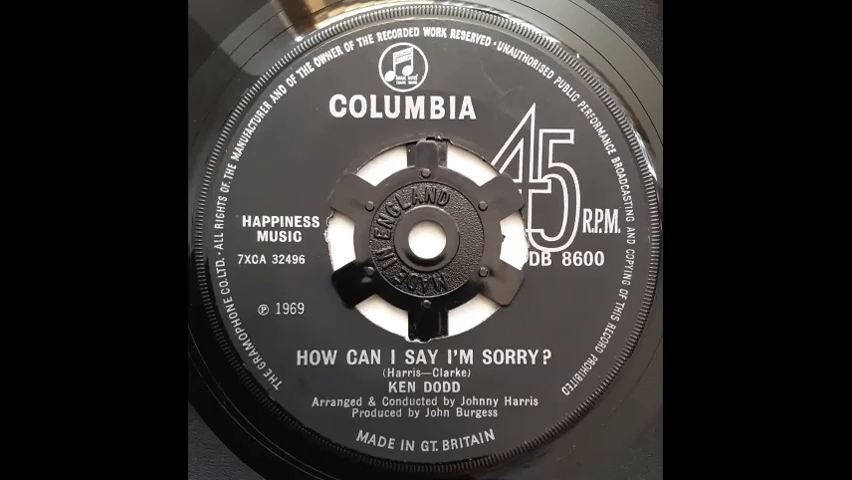 THE GRAMOPHONE CO. LTD. · ALL RIGHTS OF THE MANUFACTURER AND OF THE OWNER OF THE RECORDED WORK RESERVED · UNAUTHORISED PUBLIC PERFORMANCE BROADCASTING AND COPYING OF THIS RECORD PROHIBITED
COLUMBIA
45
R.P.M.
HAPPINESS
MUSIC
7XCA 32496
DB 8600
MADE IN ENGLAND
℗ 1969
HOW CAN I SAY I'M SORRY?
(Harris—Clarke)
KEN DODD
Arranged & Conducted by Johnny Harris
Produced by John Burgess
MADE IN GT. BRITAIN